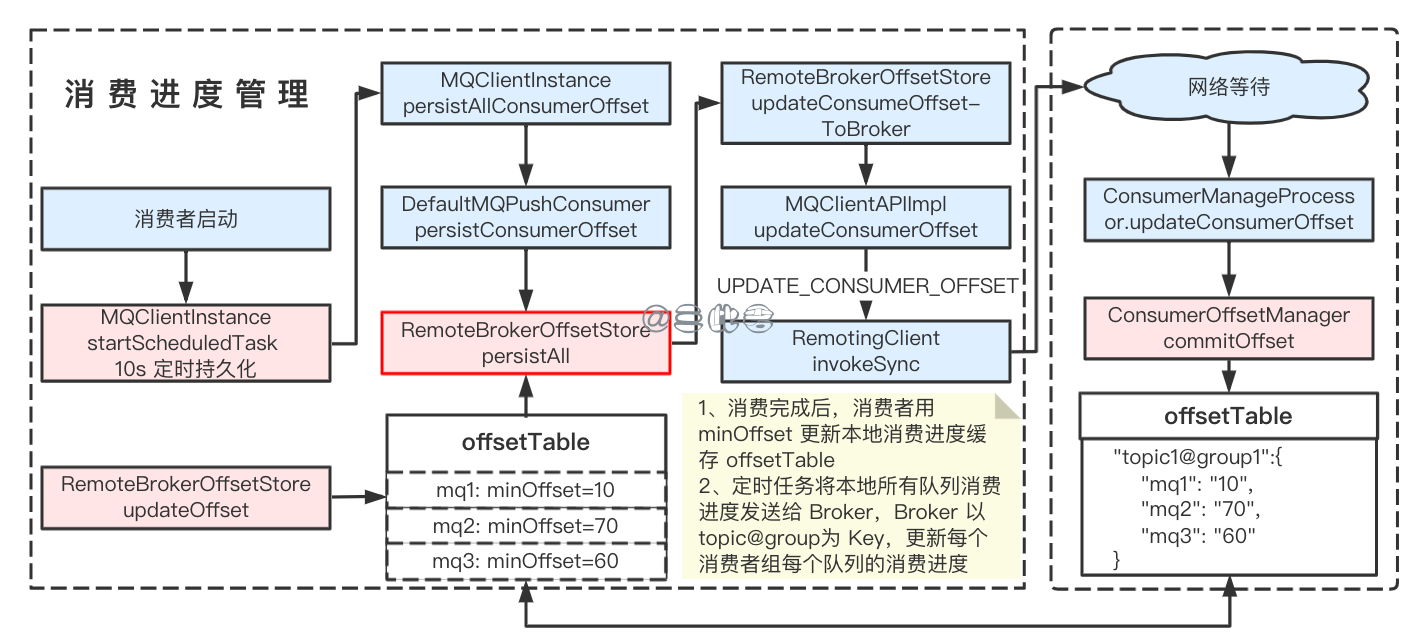 消费进度管理
消费者启动
MQClientInstance
startScheduledTask
10s 定时持久化
RemoteBrokerOffsetStore
updateOffset
MQClientInstance
persistAllConsumerOffset
DefaultMQPushConsumer
persistConsumerOffset
RemoteBrokerOffsetStore
persistAll
offsetTable
mq1: minOffset=10
mq2: minOffset=70
mq3: minOffset=60
RemoteBrokerOffsetStore
updateConsumeOffset-
ToBroker
MQClientAPIImpl
updateConsumerOffset
UPDATE_CONSUMER_OFFSET
RemotingClient
invokeSync
1、消费完成后，消费者用
minOffset 更新本地消费进度缓
存 offsetTable
2、定时任务将本地所有队列消费
进度发送给 Broker，Broker 以
topic@group为 Key，更新每个
消费者组每个队列的消费进度
网络等待
ConsumerManageProcess
or.updateConsumerOffset
ConsumerOffsetManager
commitOffset
offsetTable
"topic1@group1":{
"mq1": "10",
"mq2": "70",
"mq3": "60"
}